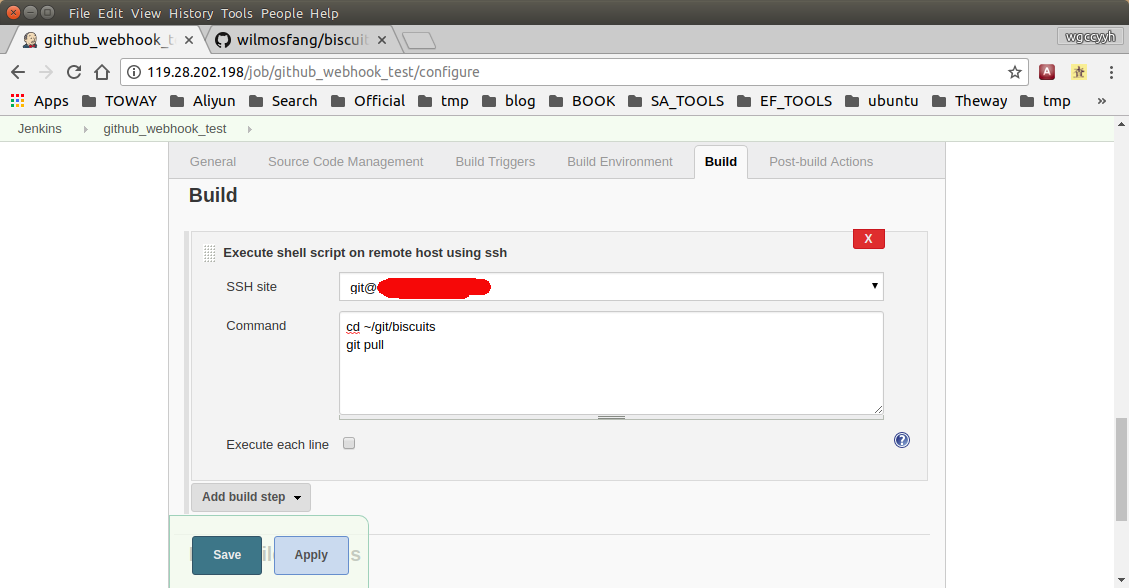 File Edit View History Tools People Help
github_webhook_t
wilmosfang/biscuit
wgccyyh
119.28.202.198/job/github_webhook_test/configure
Apps TOWAY Aliyun Search Official tmp blog BOOK SA_TOOLS EF_TOOLS ubuntu Theway tmp »
Jenkins github_webhook_test
General Source Code Management Build Triggers Build Environment Build Post-build Actions
Build
X
Execute shell script on remote host using ssh
SSH site git@
Command cd ~/git/biscuits
git pull
Execute each line
Add build step
Save Apply